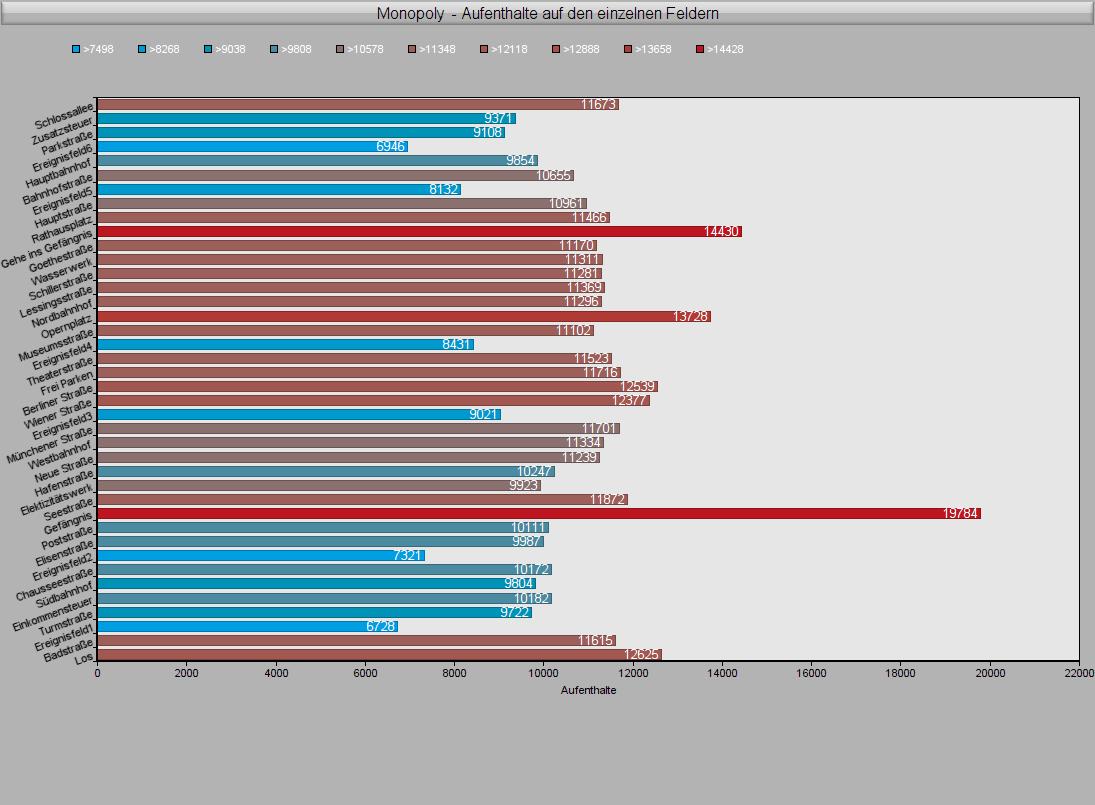 Monopoly - Aufenthalte auf den einzelnen Feldern
>7498 >8268 >9038 >9808 >10578 >11348 >12118 >12888 >13658 >14428
Schlossallee 11673
Zusatzsteuer 9371
Parkstraße 9108
Ereignisfeld6 6946
Hauptbahnhof 9854
Bahnhofstraße 10655
Ereignisfeld5 8132
Hauptstraße 10961
Rathausplatz 11466
Gehe ins Gefängnis 14430
Goethestraße 11170
Wasserwerk 11311
Schillerstraße 11281
Lessingsstraße 11369
Nordbahnhof 11296
Opernplatz 13728
Museumsstraße 11102
Ereignisfeld4 8431
Theaterstraße 11523
Frei Parken 11716
Berliner Straße 12539
Wiener Straße 12377
Ereignisfeld3 9021
Münchener Straße 11701
Westbahnhof 11334
Neue Straße 11239
Hafenstraße 10247
Elektizitätswerk 9923
Seestraße 11872
Gefängnis 19784
Poststraße 10111
Elisenstraße 9987
Ereignisfeld2 7321
Chausseestraße 10172
Südbahnhof 9804
Einkommensteuer 10182
Turmstraße 9722
Ereignisfeld1 6728
Badstraße 11615
Los 12625
0 2000 4000 6000 8000 10000 12000 14000 16000 18000 20000 22000
Aufenthalte